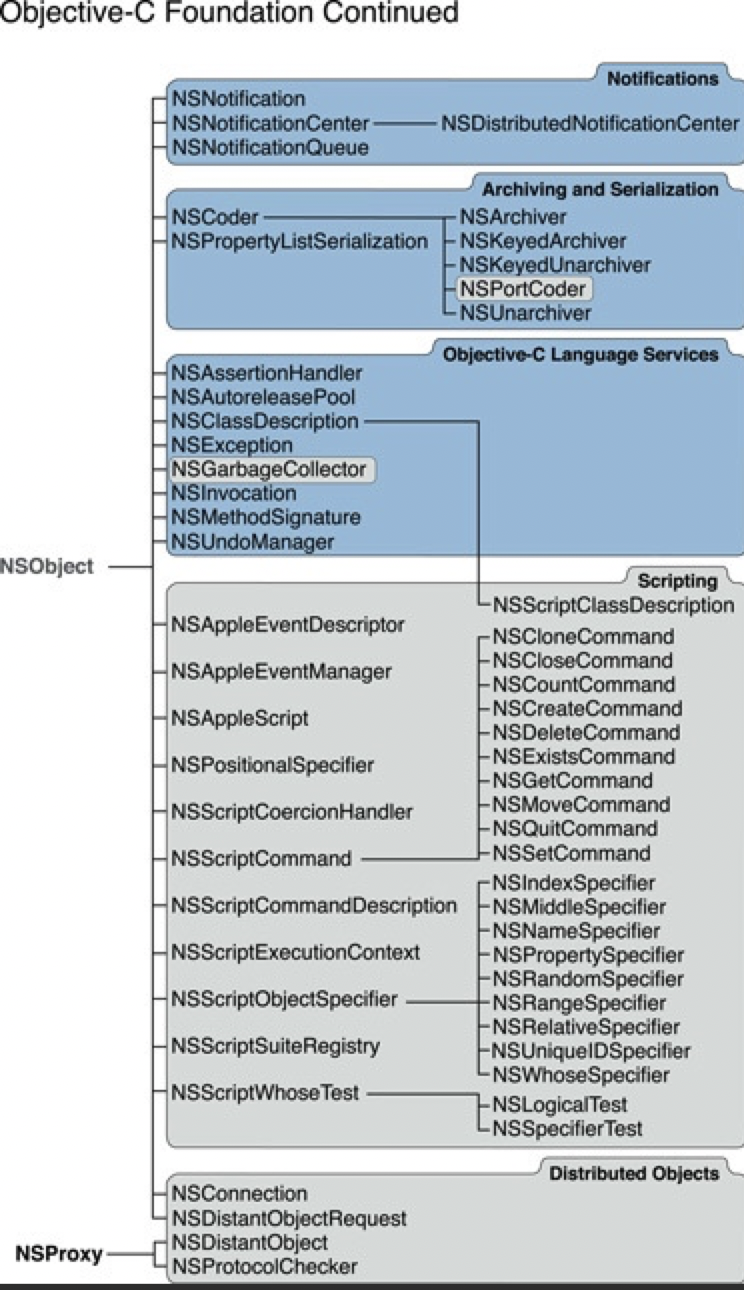 Objective-C Foundation Continued
Notifications
NSNotification
NSNotificationCenter NSDistributedNotificationCenter
NSNotificationQueue
Archiving and Serialization
NSCoder NSArchiver
NSPropertyListSerialization NSKeyedArchiver
NSKeyedUnarchiver
NSPortCoder
NSUnarchiver
Objective-C Language Services
NSAssertionHandler
NSAutoreleasePool
NSClassDescription
NSException
NSGarbageCollector
NSInvocation
NSMethodSignature
NSUndoManager
NSObject
Scripting
NSScriptClassDescription
NSAppleEventDescriptor
NSCloneCommand
NSCloseCommand
NSAppleEventManager
NSCountCommand
NSCreateCommand
NSAppleScript
NSDeleteCommand
NSExistsCommand
NSPositionalSpecifier
NSGetCommand
NSMoveCommand
NSScriptCoercionHandler
NSQuitCommand
NSScriptCommand NSSetCommand
NSIndexSpecifier
NSScriptCommandDescription NSMiddleSpecifier
NSNameSpecifier
NSScriptExecutionContext NSPropertySpecifier
NSRandomSpecifier
NSScriptObjectSpecifier NSRangeSpecifier
NSRelativeSpecifier
NSScriptSuiteRegistry NSUniqueIDSpecifier
NSWhoseSpecifier
NSScriptWhoseTest
NSLogicalTest
NSSpecifierTest
Distributed Objects
NSConnection
NSDistantObjectRequest
NSDistantObject
NSProxy
NSProtocolChecker